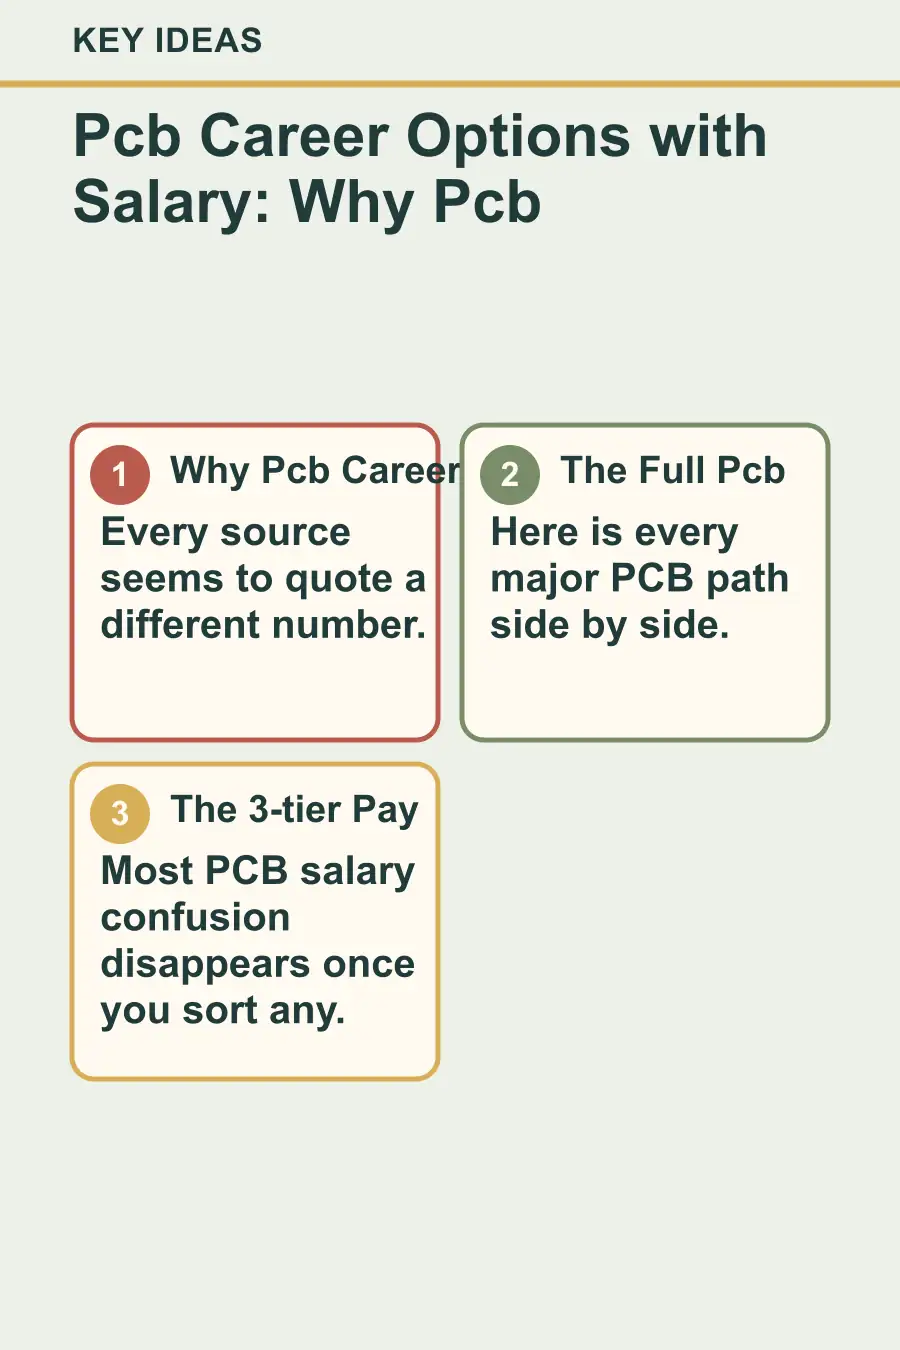 KEY IDEAS
Pcb Career Options with
Salary: Why Pcb
1
Why Pcb Career
Every source
seems to quote a
different number.
2
The Full Pcb
Here is every
major PCB path
side by side.
3
The 3-tier Pay
Most PCB salary
confusion
disappears once
you sort any.